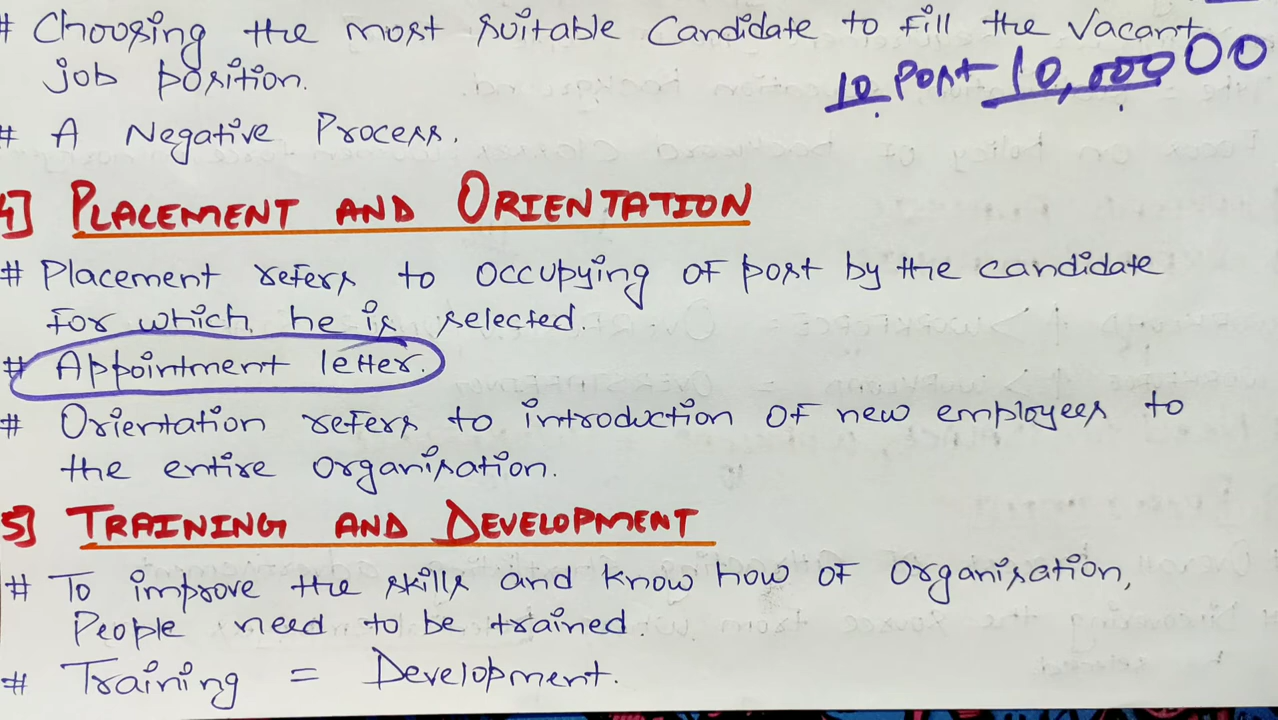 # Choosing the most suitable Candidate to fill the Vacant
job position.
10 Post - 10,000 00
# A Negative Process.
4] PLACEMENT AND ORIENTATION
# Placement refers to occupying of post by the candidate
for which he is selected.
# Appointment letter.
# Orientation refers to introduction of new employees to
the entire organisation.
5] TRAINING AND DEVELOPMENT
# To improve the skills and know how of organisation,
People need to be trained.
# Training = Development.